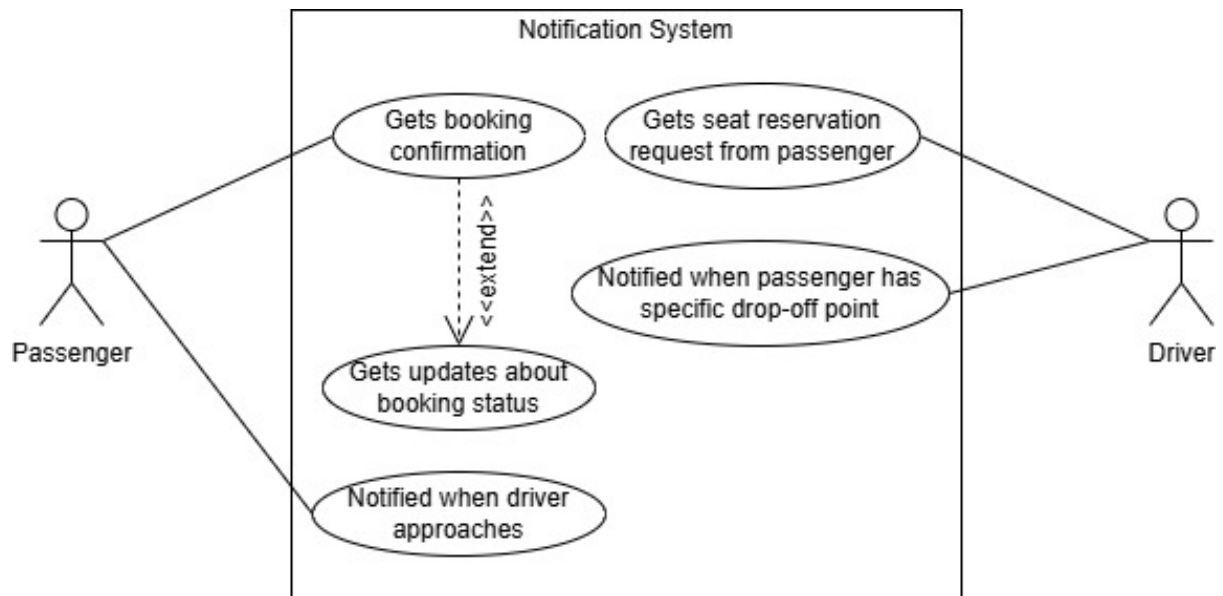 Notification System
Gets booking
confirmation
Gets seat reservation
request from passenger
<<extend>>
Notified when passenger has
specific drop-off point
Passenger
Driver
Gets updates about
booking status
Notified when driver
approaches